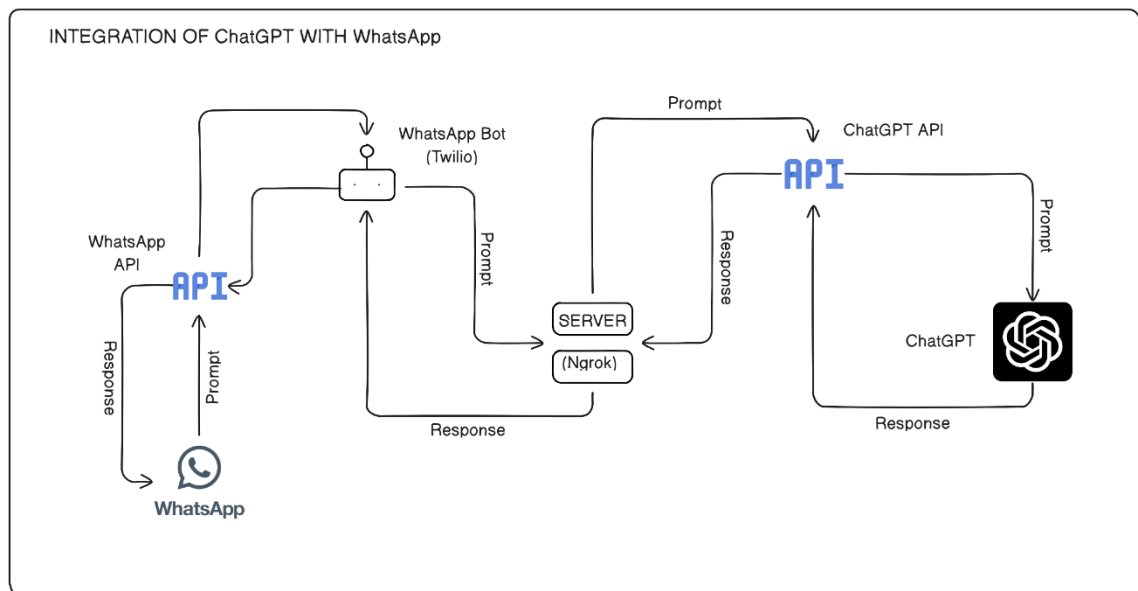 INTEGRATION OF ChatGPT WITH WhatsApp
Prompt
WhatsApp Bot
(Twilio)
ChatGPT API
API
Prompt
WhatsApp
API
API
Prompt
Response
SERVER
(Ngrok)
ChatGPT
Response
Prompt
Response
Response
WhatsApp